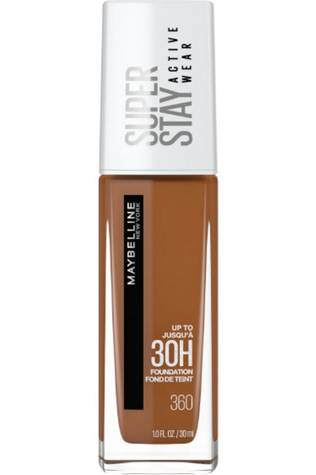 SUPER
STAY
ACTIVE
WEAR
MAYBELLINE
NEW YORK
UP TO
JUSQU'À
30H
FOUNDATION
FOND DE TEINT
360
1.0 FL. OZ. / 30 ml